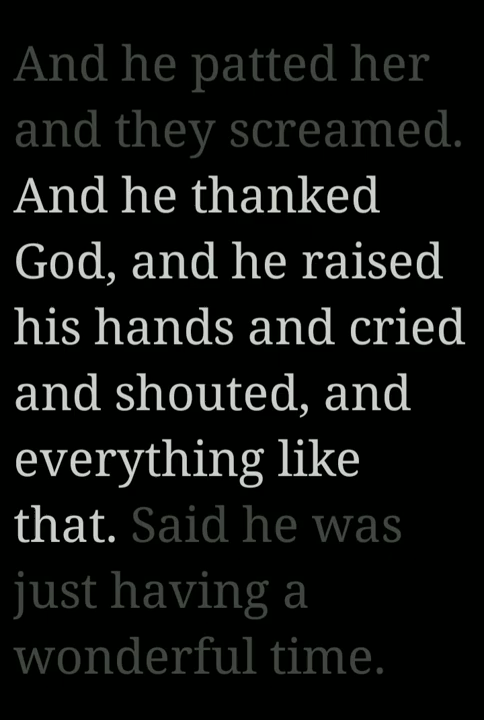 And he patted her
and they screamed.
And he thanked
God, and he raised
his hands and cried
and shouted, and
everything like
that. Said he was
just having a
wonderful time.